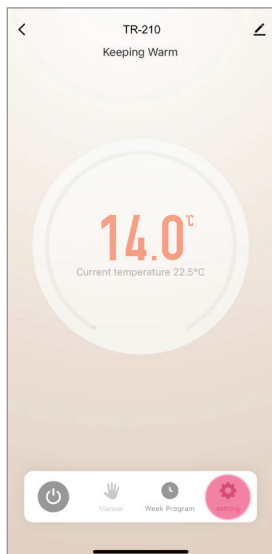 TR-210
Keeping Warm
14.0℃
Current temperature 22.5°C
Manual
Week Program
setting